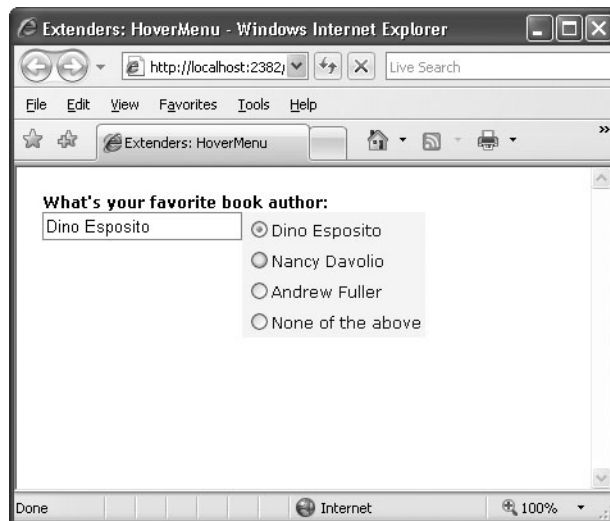 Extenders: HoverMenu - Windows Internet Explorer
http://localhost:2382/
Live Search
File Edit View Favorites Tools Help
Extenders: HoverMenu
What's your favorite book author:
Dino Esposito
Dino Esposito
Nancy Davolio
Andrew Fuller
None of the above
Done
Internet
100%